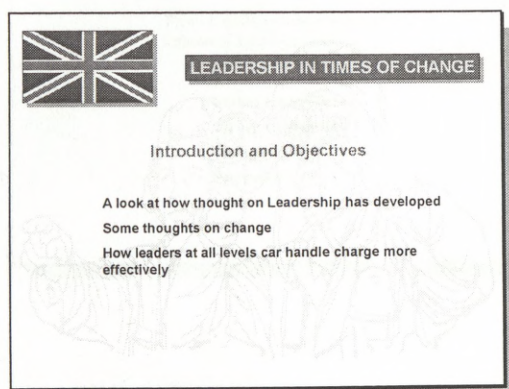 LEADERSHIP IN TIMES OF CHANGE
Introduction and Objectives
A look at how thought on Leadership has developed
Some thoughts on change
How leaders at all levels car handle charge more
effectively